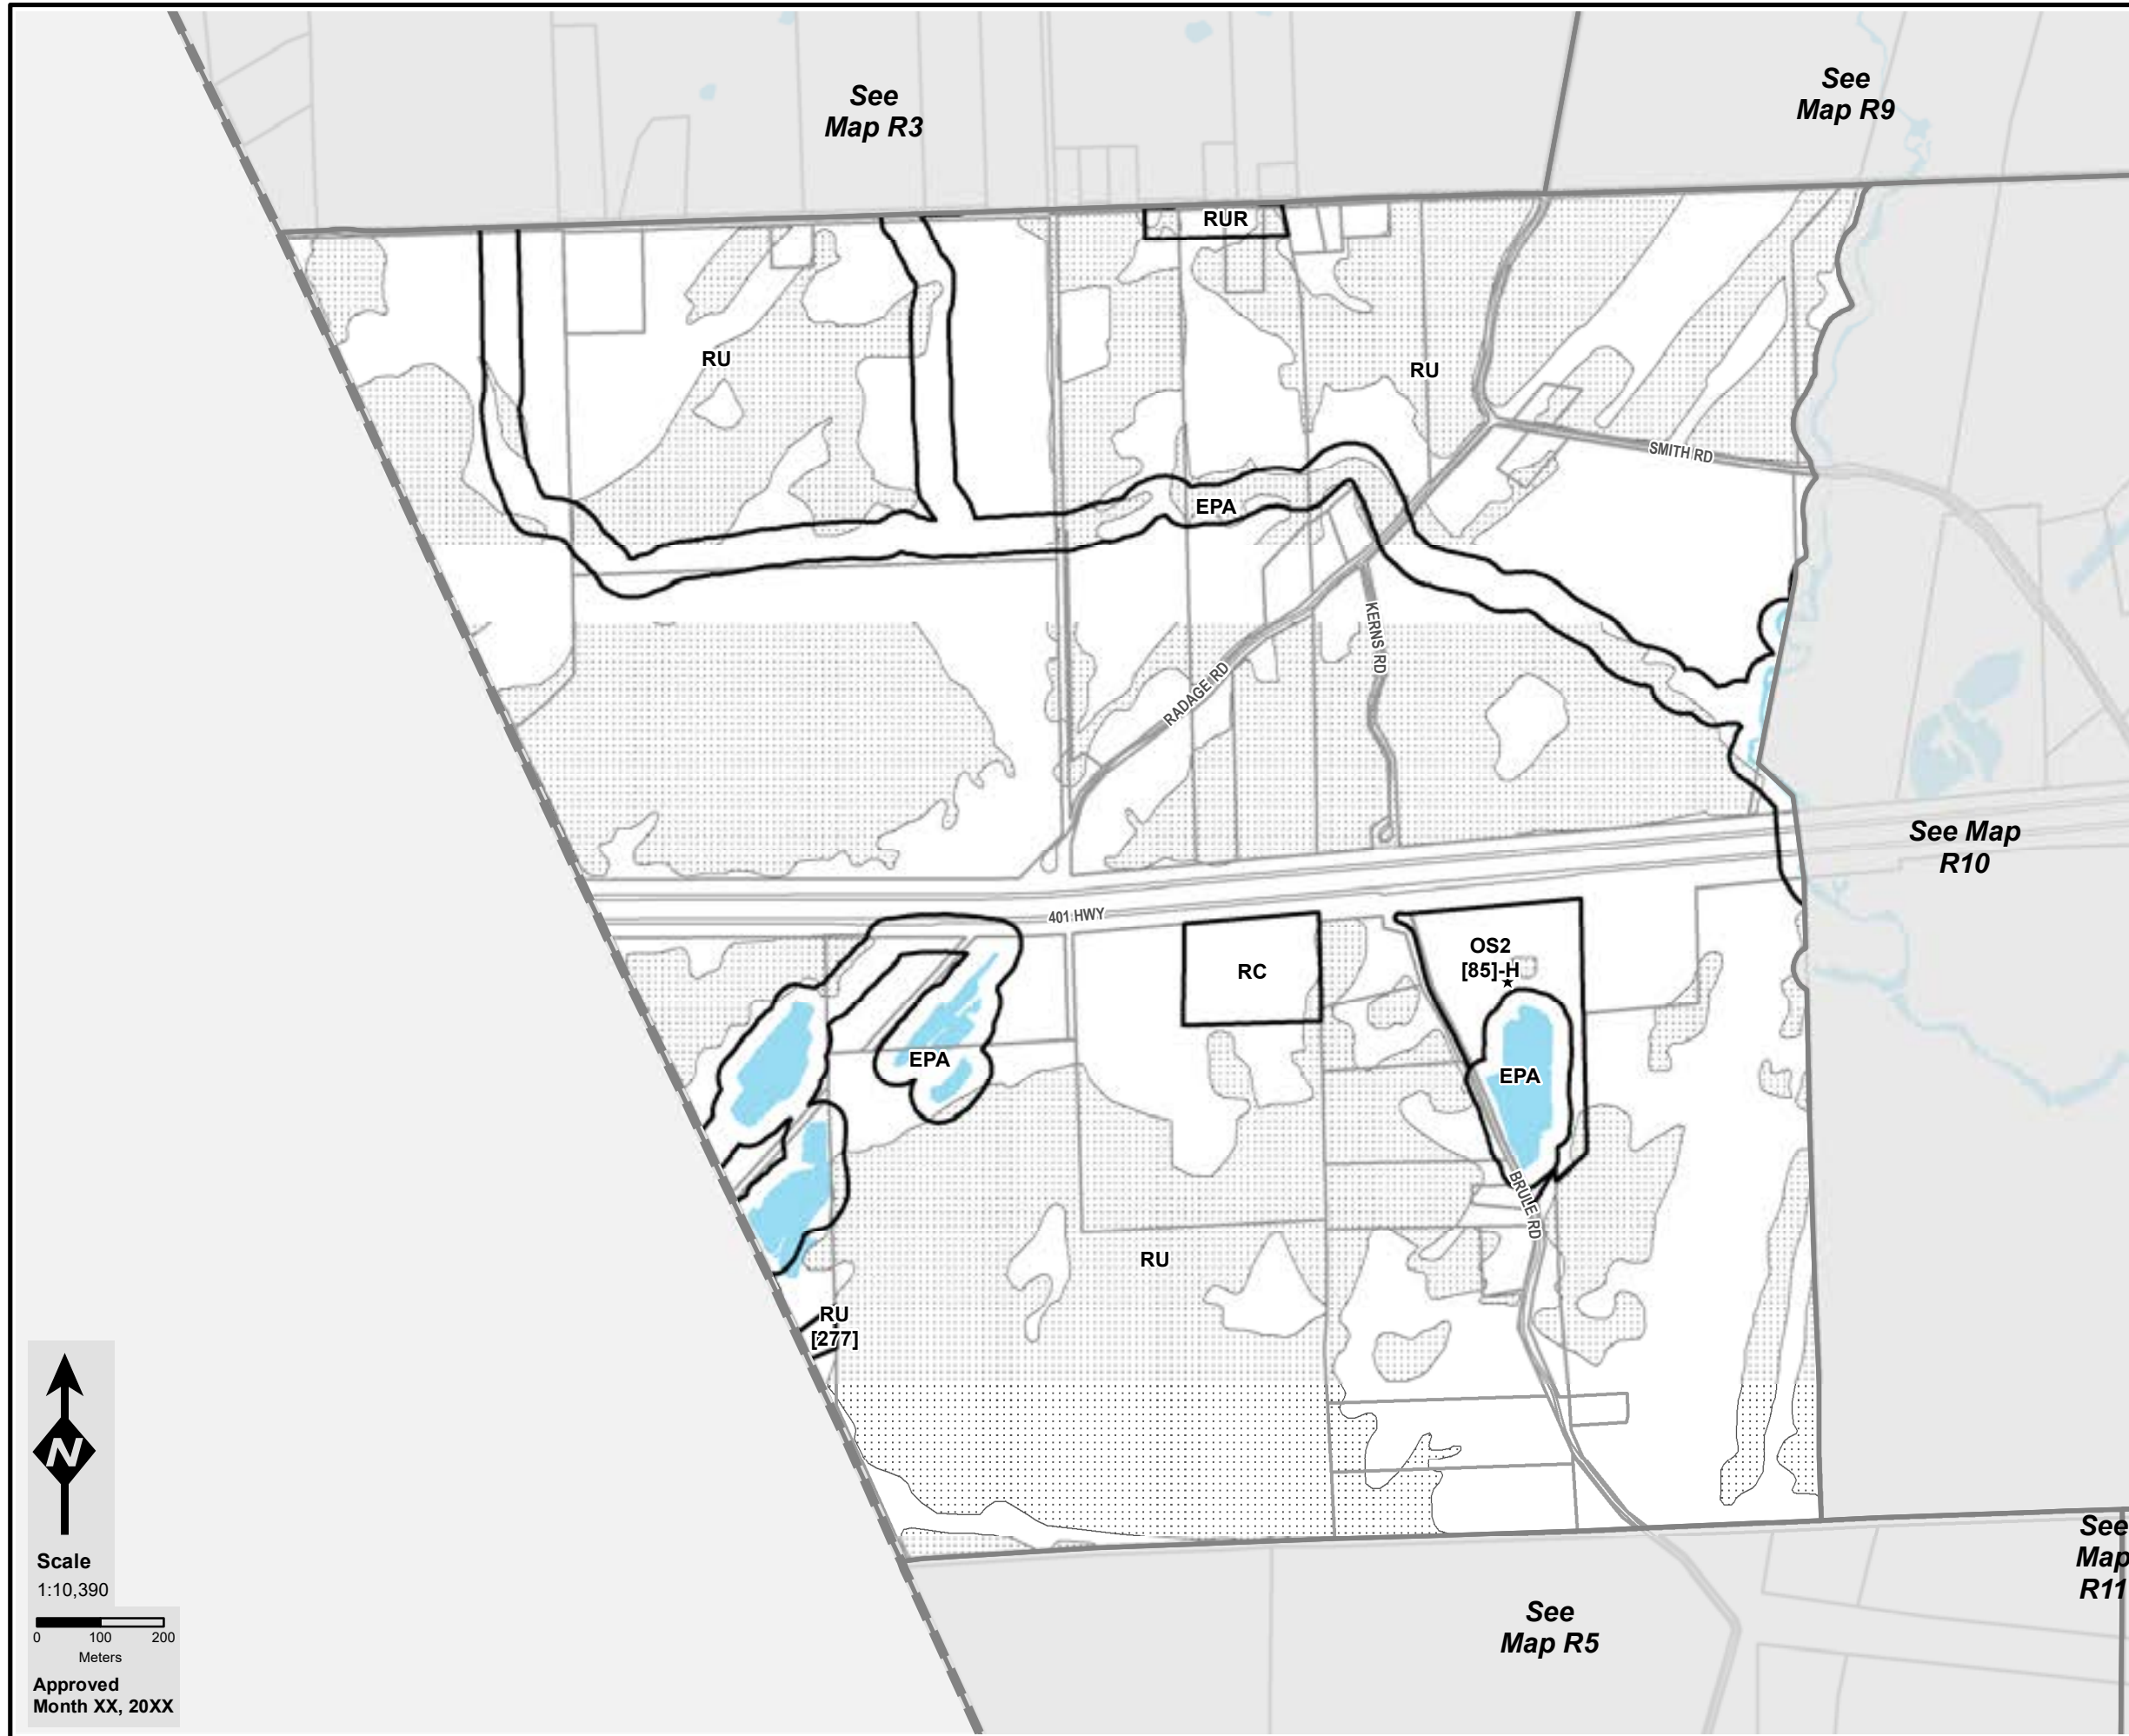 See
Map R3
See
Map R9
RUR
RU
RU
SMITH RD
EPA
KERNS RD
RADAGE RD
See Map
R10
401 HWY
OS2
[85]-H
RC
EPA
EPA
BRULE RD
RU
RU
[277]
N
Scale
1:10,390
0 100 200
Meters
Approved
Month XX, 20XX
See
Map
R11
See
Map R5